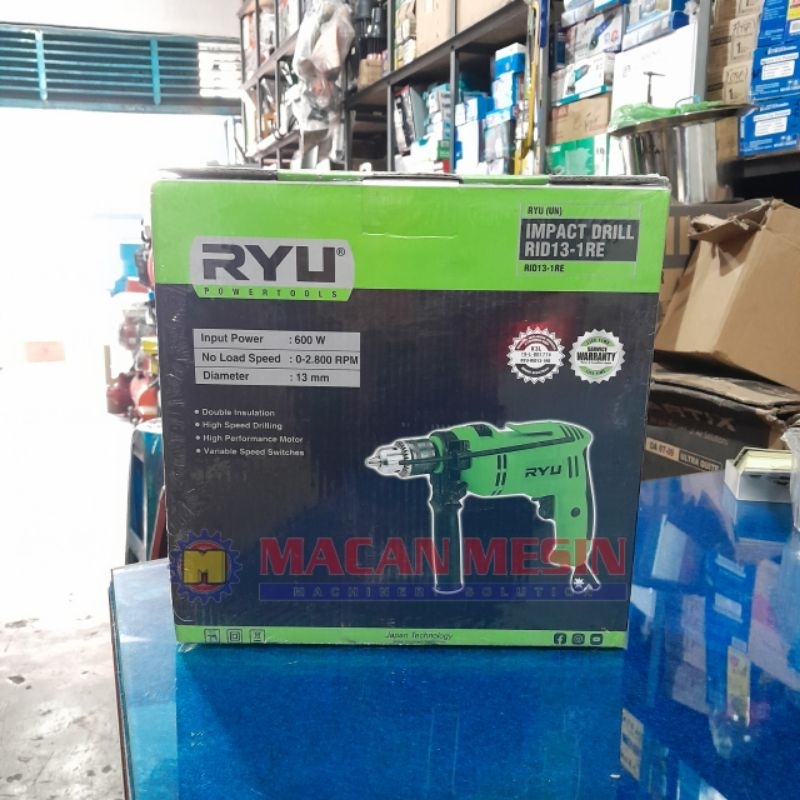 RYU (UN)
IMPACT DRILL
RID13-1RE
RID13-1RE
RYU®
POWERTOOLS
Input Power : 600 W
No Load Speed : 0-2.800 RPM
Diameter : 13 mm
SERVICE
WARRANTY
• Double Insulation
• High Speed Drilling
• High Performance Motor
• Variable Speed Switches
RYU
M
MACAN MESIN
MACHINERY SOLUTION
Japan Technology
ULTRA QUIET